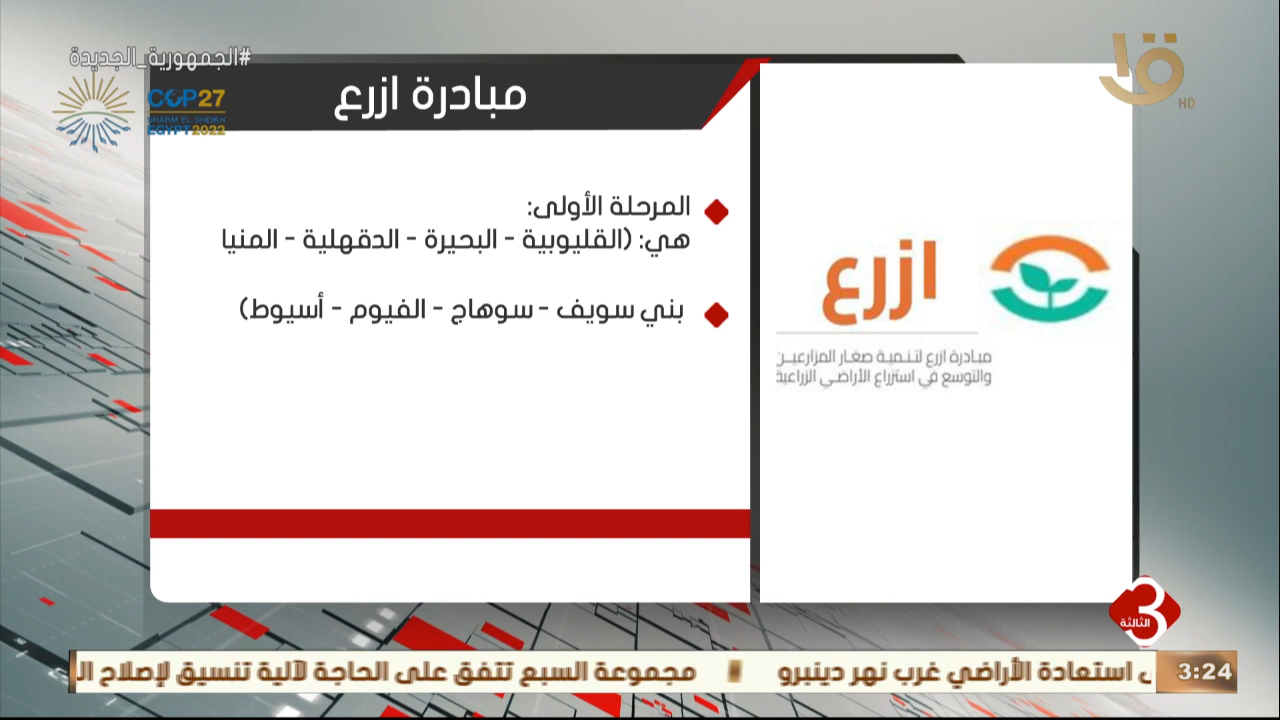 #الجمهورية_الجديدة
COP27
SHARM EL-SHEIKH
EGYPT 2022
HD
مبادرة ازرع
المرحلة الأولى:
هي: (القليوبية - البحيرة - الدقهلية - المنيا
بني سويف - سوهاج - الفيوم - أسيوط)
ازرع
مبادرة ازرع لتنمية صغار المزارعين
والتوسع في استزراع الأراضي الزراعية
3
الثالثة
3:24
استعادة الأراضي غرب نهر دينبرو
مجموعة السبع تتفق على الحاجة لآلية تنسيق لإصلاح